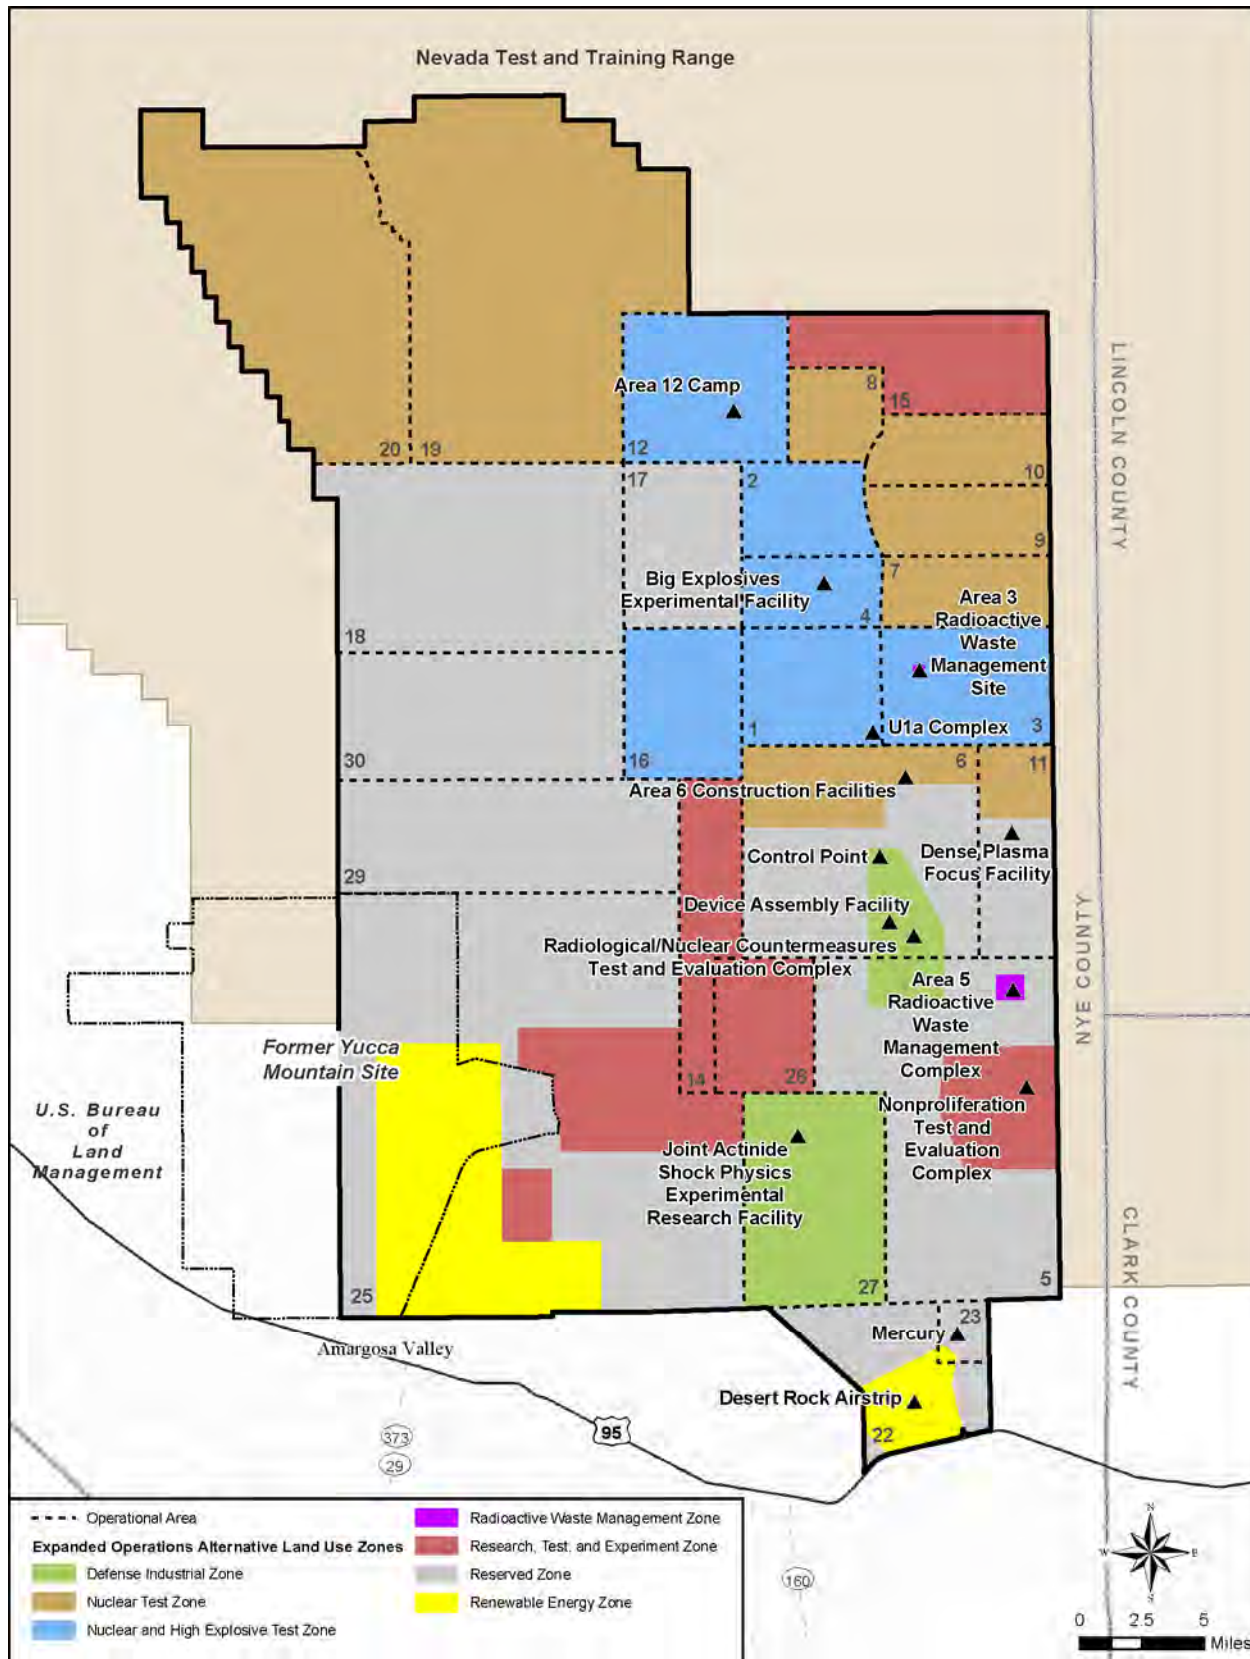 Nevada Test and Training Range
LINCOLN COUNTY
NYE COUNTY
CLARK COUNTY
Area 12 Camp
8
15
20
19
12
10
17
2
9
7
Big Explosives
Experimental Facility
4
Area 3
Radioactive
Waste
Management
Site
18
1
U1a Complex
3
30
16
6
11
Area 6 Construction Facilities
Control Point
Dense Plasma
Focus Facility
29
Device Assembly Facility
Radiological/Nuclear Countermeasures
Test and Evaluation Complex
Area 5
Radioactive
Waste
Management
Complex
Former Yucca
Mountain Site
14
26
U.S. Bureau
of
Land
Management
Nonproliferation
Test and
Evaluation
Complex
Joint Actinide
Shock Physics
Experimental
Research Facility
25
27
5
23
Mercury
Amargosa Valley
Desert Rock Airstrip
22
95
373
29
160
Operational Area
Expanded Operations Alternative Land Use Zones
Defense Industrial Zone
Nuclear Test Zone
Nuclear and High Explosive Test Zone
Radioactive Waste Management Zone
Research, Test, and Experiment Zone
Reserved Zone
Renewable Energy Zone
N
W
E
S
0 2.5 5
Miles